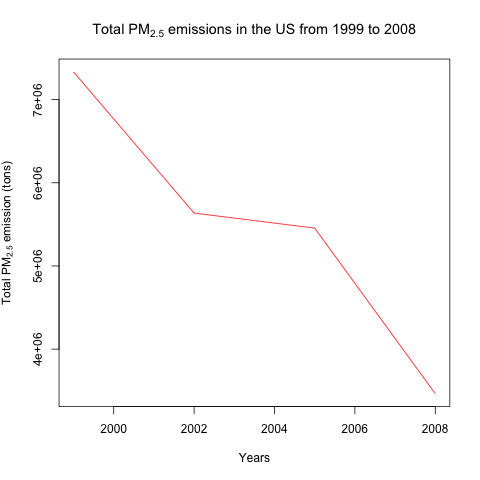 Total PM2.5 emissions in the US from 1999 to 2008
Total PM2.5 emission (tons)
7e+06
6e+06
5e+06
4e+06
2000 2002 2004 2006 2008
Years